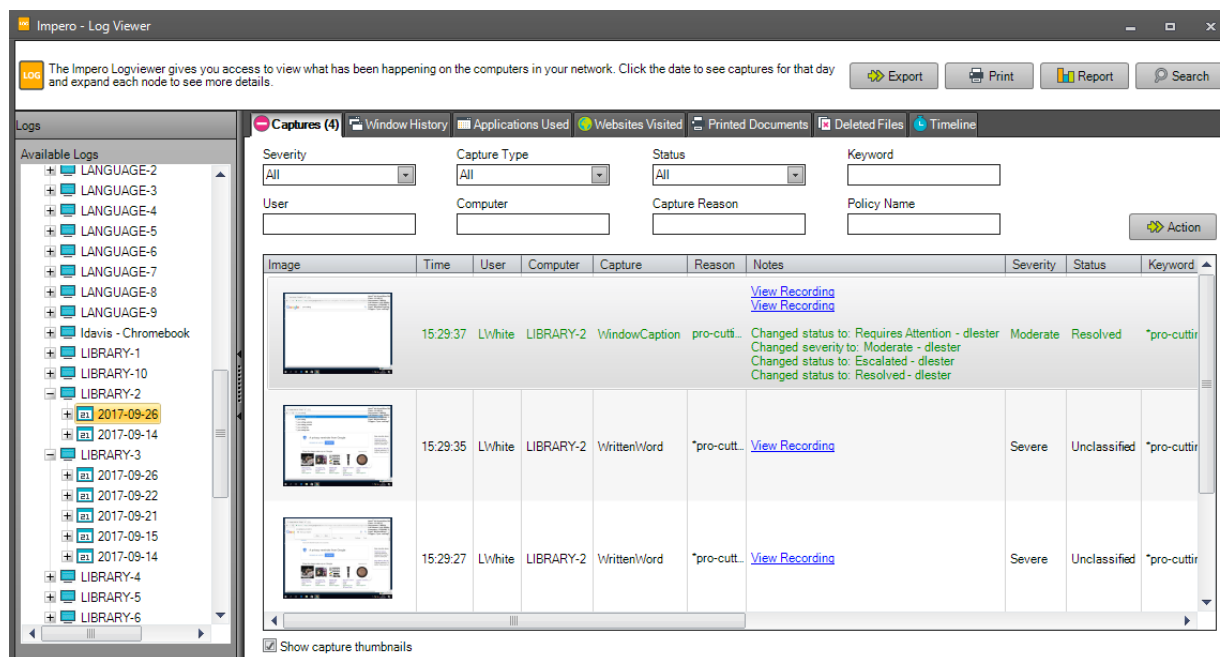 Impero - Log Viewer
LOG
The Impero Logviewer gives you access to view what has been happening on the computers in your network. Click the date to see captures for that day
and expand each node to see more details.
Export
Print
Report
Search
Logs
Available Logs
LANGUAGE-2
LANGUAGE-3
LANGUAGE-4
LANGUAGE-5
LANGUAGE-6
LANGUAGE-7
LANGUAGE-8
LANGUAGE-9
ldavis - Chromebook
LIBRARY-1
LIBRARY-10
LIBRARY-2
2017-09-26
2017-09-14
LIBRARY-3
2017-09-26
2017-09-22
2017-09-21
2017-09-15
2017-09-14
LIBRARY-4
LIBRARY-5
LIBRARY-6
Captures (4) Window History Applications Used Websites Visited Printed Documents Deleted Files Timeline
Severity Capture Type Status Keyword
All All All
User Computer Capture Reason Policy Name
Action
Image Time User Computer Capture Reason Notes Severity Status Keyword
View Recording
View Recording
15:29:37 LWhite LIBRARY-2 WindowCaption pro-cutti... Changed status to: Requires Attention - dlester Moderate Resolved *pro-cuttin
Changed severity to: Moderate - dlester
Changed status to: Escalated - dlester
Changed status to: Resolved - dlester
15:29:35 LWhite LIBRARY-2 WrittenWord *pro-cutt... View Recording Severe Unclassified *pro-cuttin
15:29:27 LWhite LIBRARY-2 WrittenWord *pro-cutt... View Recording Severe Unclassified *pro-cuttin
Show capture thumbnails